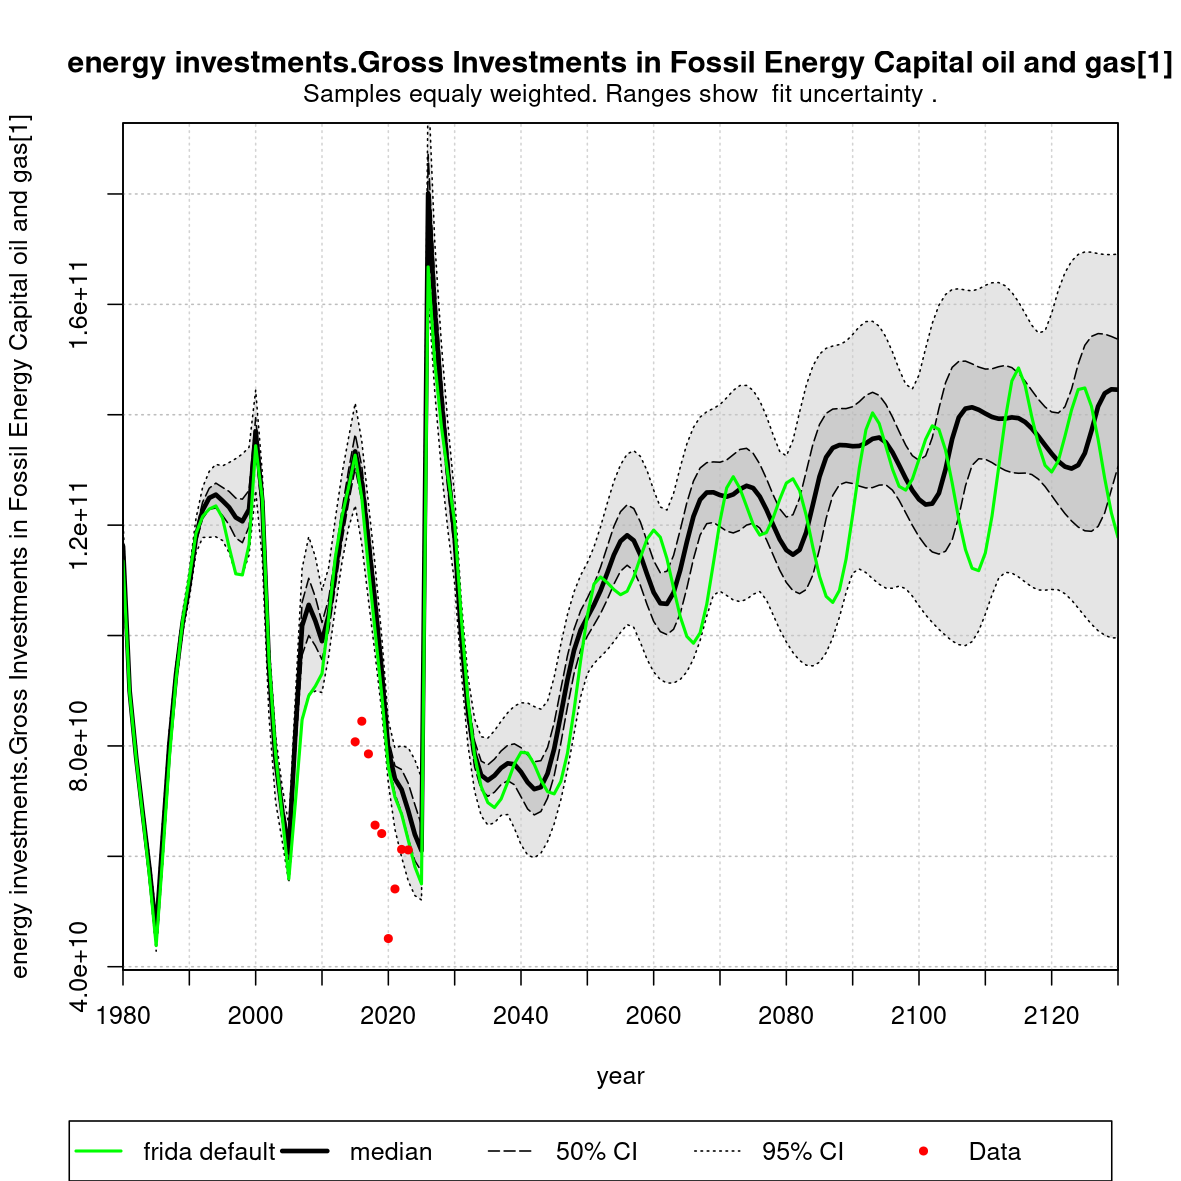 energy investments.Gross Investments in Fossil Energy Capital oil and gas[1]
Samples equaly weighted. Ranges show  fit uncertainty .
energy investments.Gross Investments in Fossil Energy Capital oil and gas[1]
1.6e+11
1.2e+11
8.0e+10
4.0e+10
1980 2000 2020 2040 2060 2080 2100 2120
year
frida default median 50% CI 95% CI Data